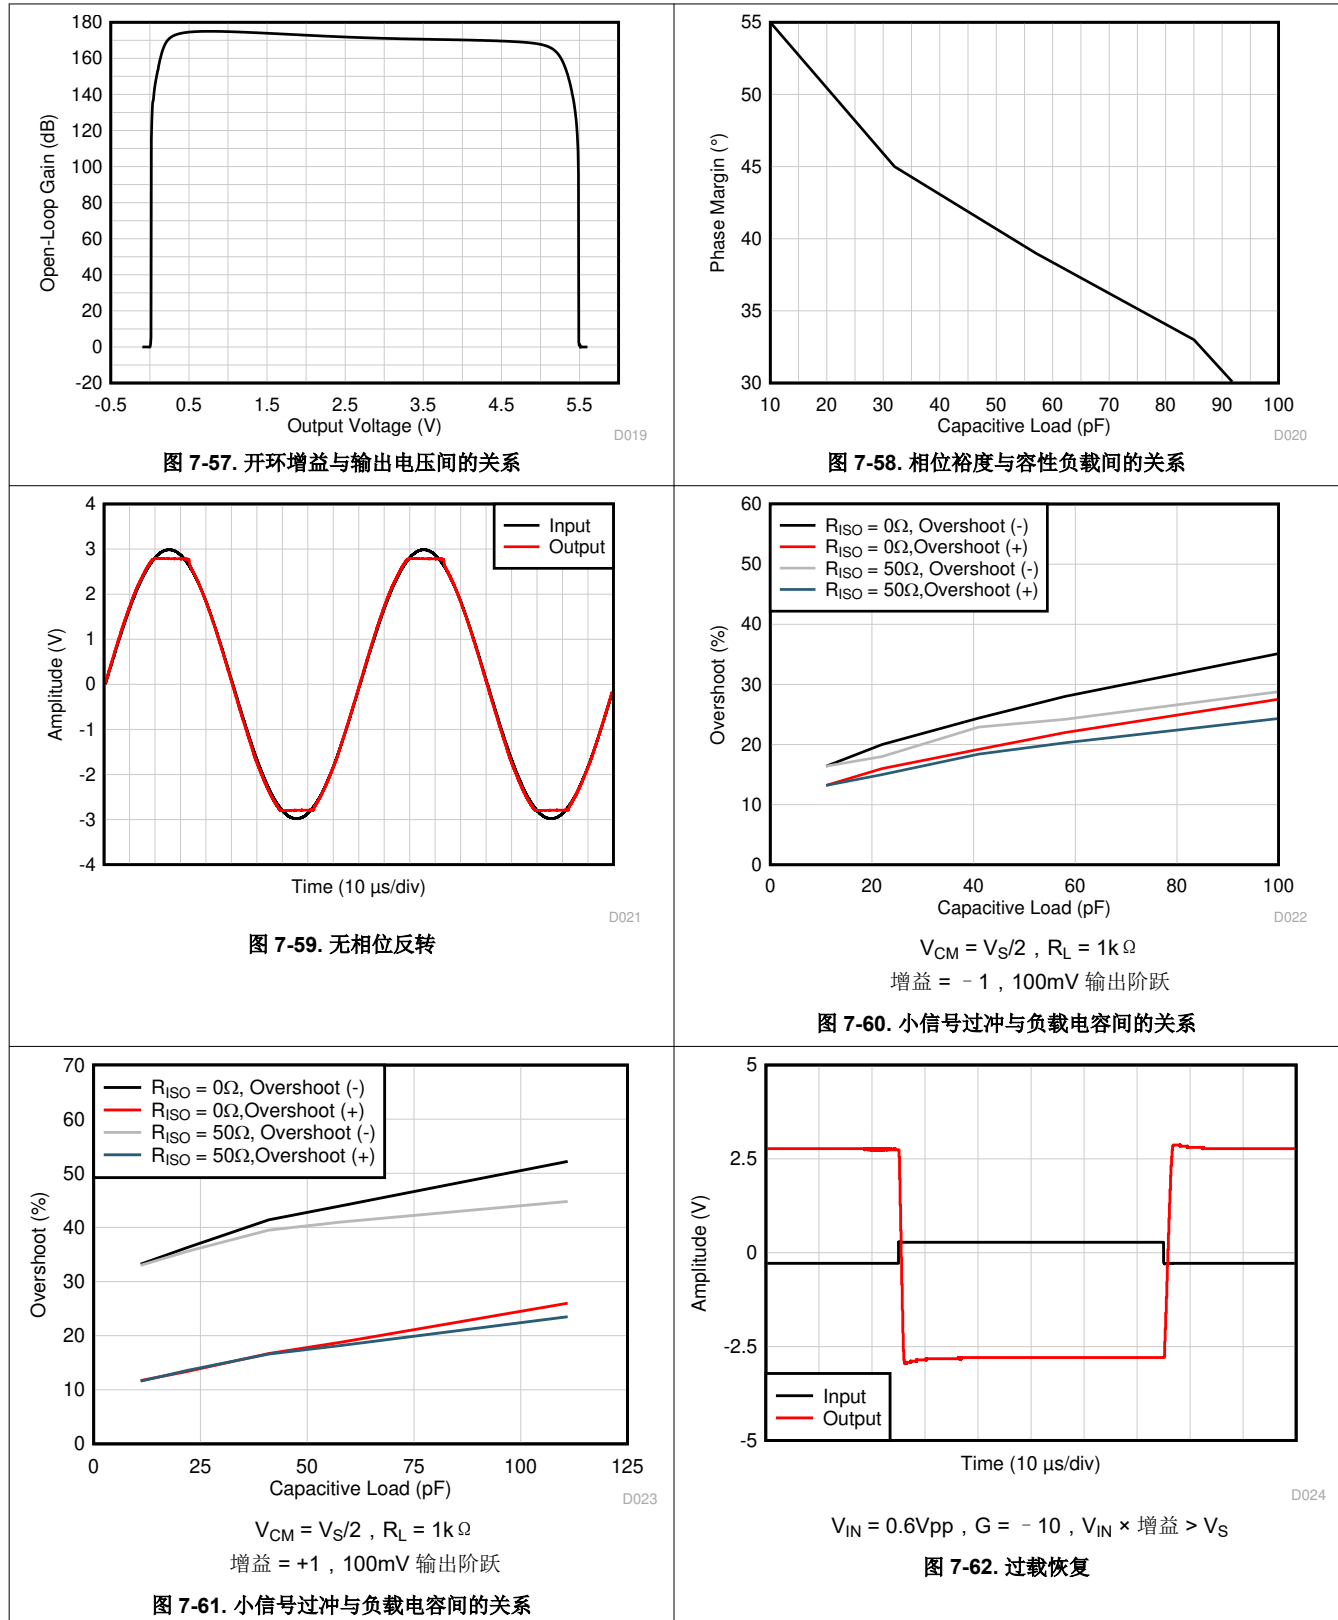 180
160
140
120
100
80
60
40
20
0
-20
-0.5 0.5 1.5 2.5 3.5 4.5 5.5
Open-Loop Gain (dB)
Output Voltage (V)
D019
图 7-57. 开环增益与输出电压间的关系
55
50
45
40
35
30
10 20 30 40 50 60 70 80 90 100
Phase Margin (°)
Capacitive Load (pF)
D020
图 7-58. 相位裕度与容性负载间的关系
4
3
2
1
0
-1
-2
-3
-4
Amplitude (V)
Input
Output
Time (10 µs/div)
D021
图 7-59. 无相位反转
60
50
40
30
20
10
0
0 20 40 60 80 100
Overshoot (%)
RISO = 0Ω, Overshoot (-)
RISO = 0Ω,Overshoot (+)
RISO = 50Ω, Overshoot (-)
RISO = 50Ω,Overshoot (+)
Capacitive Load (pF)
D022
VCM = VS/2，RL = 1k Ω
增益 = －1，100mV 输出阶跃
图 7-60. 小信号过冲与负载电容间的关系
70
60
50
40
30
20
10
0
0 25 50 75 100 125
Overshoot (%)
RISO = 0Ω, Overshoot (-)
RISO = 0Ω,Overshoot (+)
RISO = 50Ω, Overshoot (-)
RISO = 50Ω,Overshoot (+)
Capacitive Load (pF)
D023
VCM = VS/2，RL = 1k Ω
增益 = +1，100mV 输出阶跃
图 7-61. 小信号过冲与负载电容间的关系
5
2.5
0
-2.5
-5
Amplitude (V)
Input
Output
Time (10 µs/div)
D024
VIN = 0.6Vpp，G = －10，VIN × 增益 > VS
图 7-62. 过载恢复